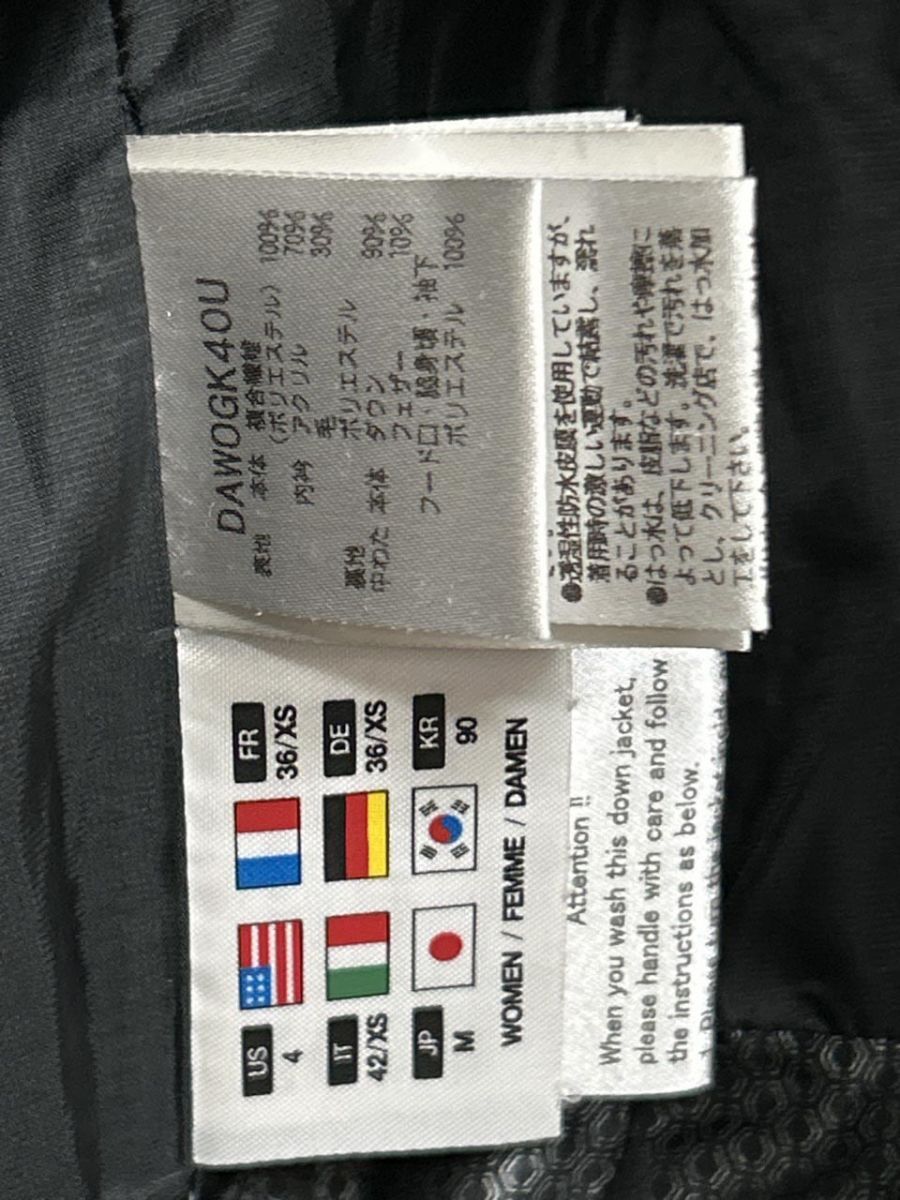 DAWOGK40U
表地 本体 複合繊維 100%
(ポリエステル)
内衿 アクリル 70%
毛 30%
裏地 ポリエステル
中わた 本体 ダウン 90%
フェザー 10%
フード口・脇身頃・袖下
ポリエステル 100%
●透湿性防水皮膜を使用していますが、
着用時の激しい運動で結露し、濡れ
ることがあります。
●はっ水は、皮脂などの汚れや摩擦に
よって低下します。洗濯で汚れを落
とし、クリーニング店で、はっ水加
工をして下さい。
US 4 FR 36/XS
IT 42/XS DE 36/XS
JP M KR 90
WOMEN / FEMME / DAMEN
Attention !!
When you wash this down jacket,
please handle with care and follow
the instructions as below.